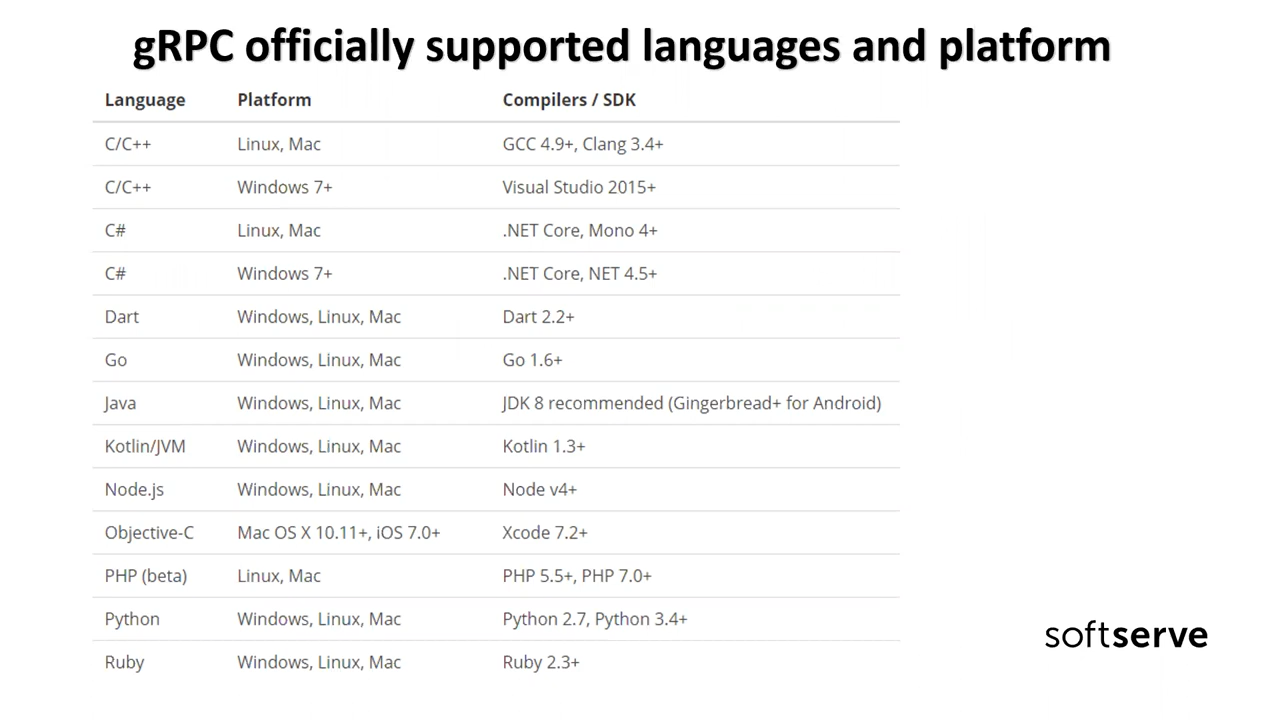 gRPC officially supported languages and platform
Language Platform Compilers / SDK
C/C++ Linux, Mac GCC 4.9+, Clang 3.4+
C/C++ Windows 7+ Visual Studio 2015+
C# Linux, Mac .NET Core, Mono 4+
C# Windows 7+ .NET Core, NET 4.5+
Dart Windows, Linux, Mac Dart 2.2+
Go Windows, Linux, Mac Go 1.6+
Java Windows, Linux, Mac JDK 8 recommended (Gingerbread+ for Android)
Kotlin/JVM Windows, Linux, Mac Kotlin 1.3+
Node.js Windows, Linux, Mac Node v4+
Objective-C Mac OS X 10.11+, iOS 7.0+ Xcode 7.2+
PHP (beta) Linux, Mac PHP 5.5+, PHP 7.0+
Python Windows, Linux, Mac Python 2.7, Python 3.4+
Ruby Windows, Linux, Mac Ruby 2.3+
softserve